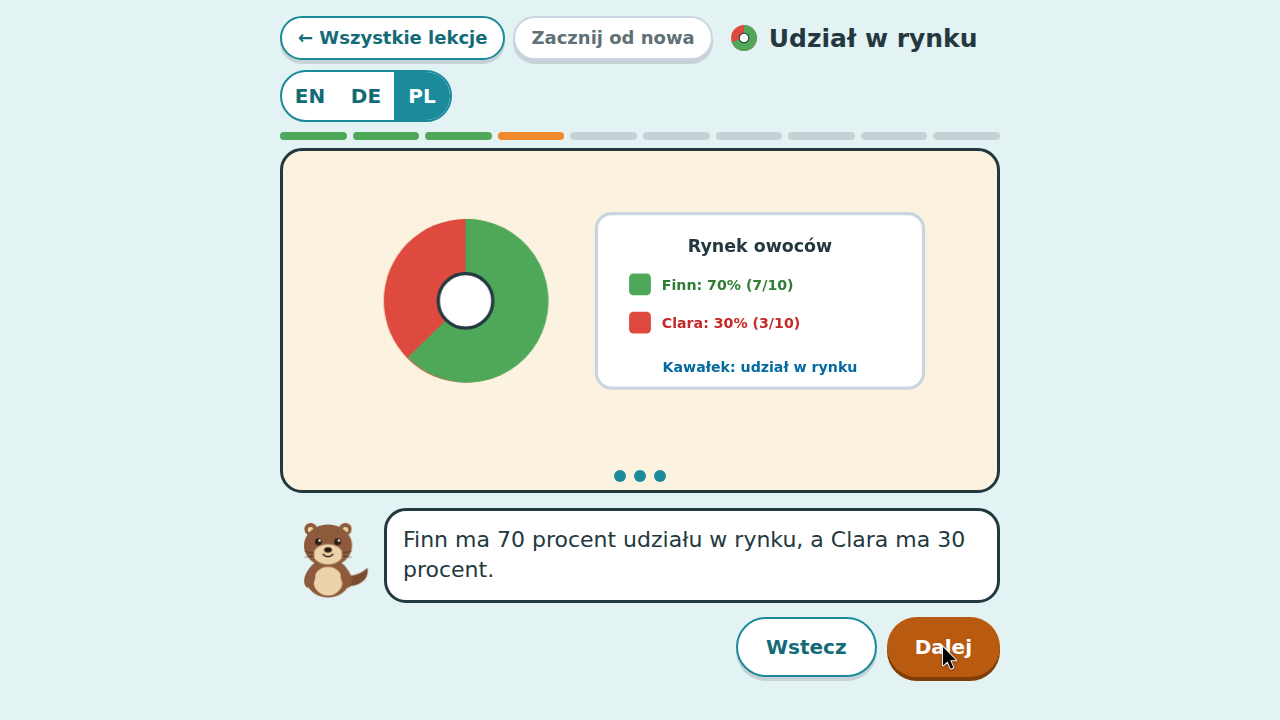 ← Wszystkie lekcje
Zacznij od nowa
Udział w rynku
EN DE PL
Rynek owoców
Finn: 70% (7/10)
Clara: 30% (3/10)
Kawałek: udział w rynku
Finn ma 70 procent udziału w rynku, a Clara ma 30
procent.
Wstecz
Dalej